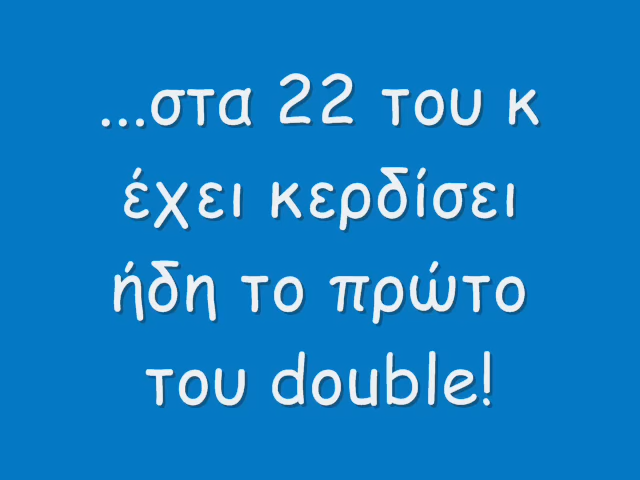 ...στα 22 του κ
έχει κερδίσει
ήδη το πρώτο
του double!